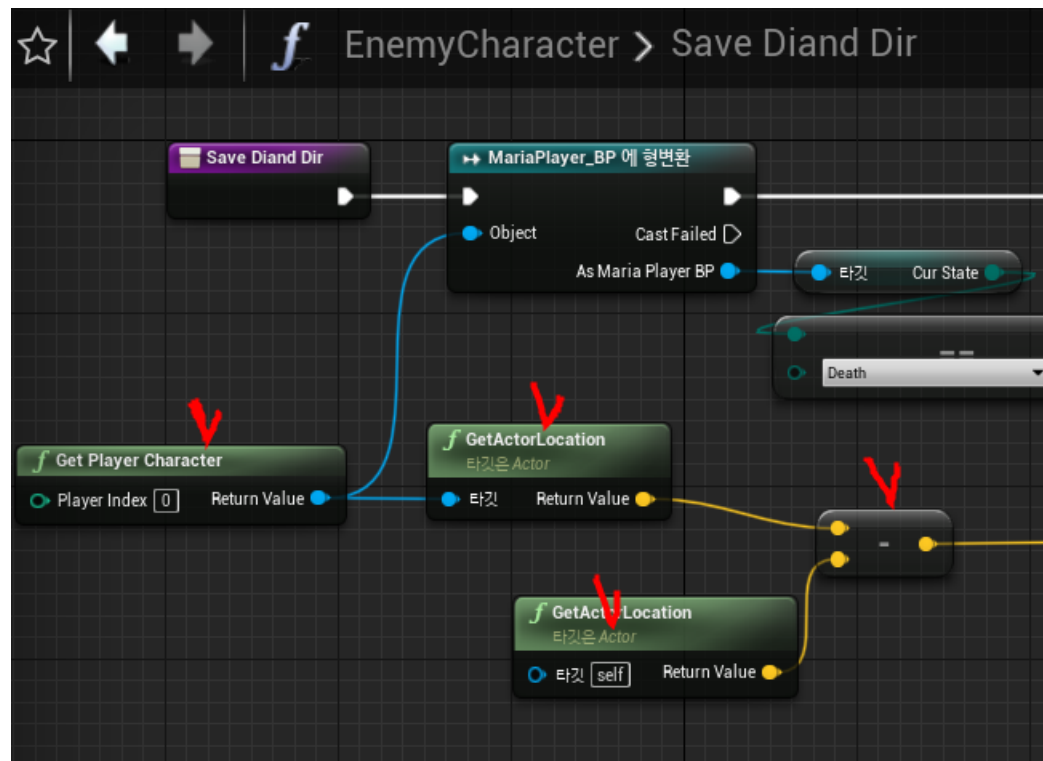 EnemyCharacter > Save Diand Dir
Save Diand Dir
MariaPlayer_BP 에 형변환
Object
Cast Failed
As Maria Player BP
타깃
Cur State
==
Death
f Get Player Character
Player Index 0
Return Value
f GetActorLocation
타깃은 Actor
타깃
Return Value
-
f GetActorLocation
타깃은 Actor
타깃 self
Return Value